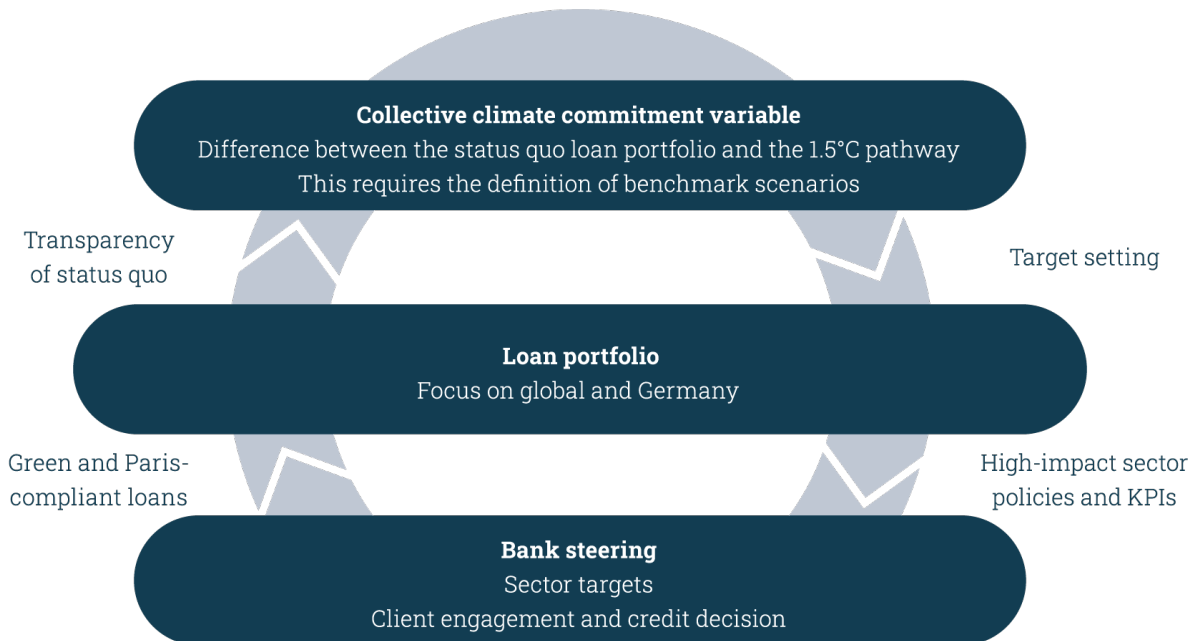 Collective climate commitment variable
Difference between the status quo loan portfolio and the 1.5°C pathway
This requires the definition of benchmark scenarios
Transparency
of status quo
Target setting
Loan portfolio
Focus on global and Germany
Green and Paris-
compliant loans
High-impact sector
policies and KPIs
Bank steering
Sector targets
Client engagement and credit decision